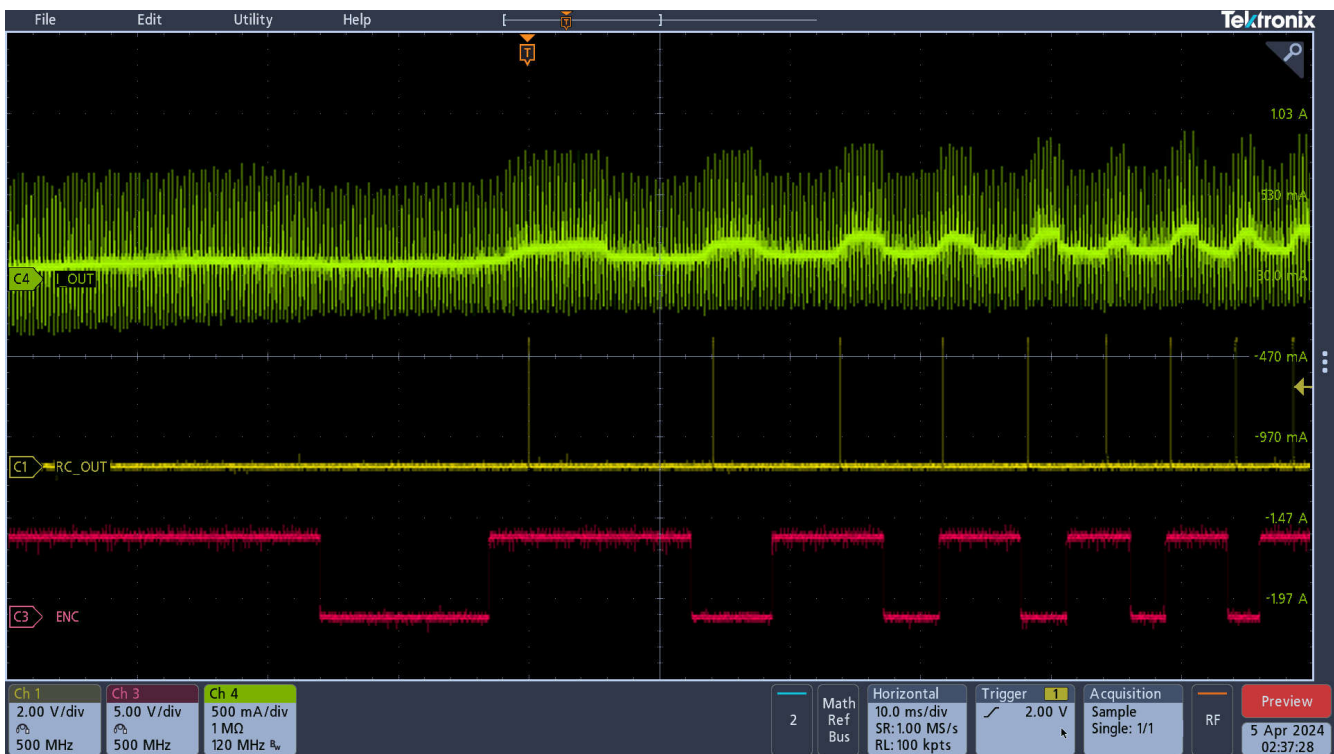 File Edit Utility Help Tektronix
T
T
1.03 A
530 mA
C4 I_OUT 30.0 mA
-470 mA
-970 mA
C1 RC_OUT
-1.47 A
-1.97 A
C3 ENC
Ch 1
2.00 V/div
500 MHz
Ch 3
5.00 V/div
500 MHz
Ch 4
500 mA/div
1 MΩ
120 MHz Bw
2
Math
Ref
Bus
Horizontal
10.0 ms/div
SR: 1.00 MS/s
RL: 100 kpts
Trigger 1
2.00 V
Acquisition
Sample
Single: 1/1
RF
Preview
5 Apr 2024
02:37:28